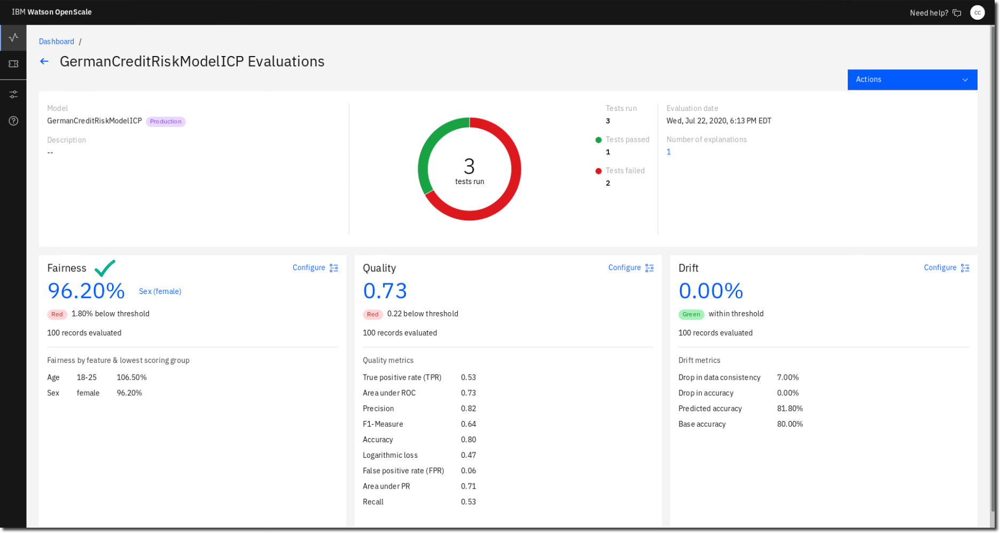 IBM Watson OpenScale
Need help?
CC
Dashboard /
GermanCreditRiskModelICP Evaluations
Actions
Model
GermanCreditRiskModelICP Production
Description
--
3
tests run
Tests run
3
Tests passed
1
Tests failed
2
Evaluation date
Wed, Jul 22, 2020, 6:13 PM EDT
Number of explanations
1
Fairness
Configure
96.20% Sex (female)
Red 1.80% below threshold
100 records evaluated
Fairness by feature & lowest scoring group
Age 18-25 106.50%
Sex female 96.20%
Quality
Configure
0.73
Red 0.22 below threshold
100 records evaluated
Quality metrics
True positive rate (TPR) 0.53
Area under ROC 0.73
Precision 0.82
F1-Measure 0.64
Accuracy 0.80
Logarithmic loss 0.47
False positive rate (FPR) 0.06
Area under PR 0.71
Recall 0.53
Drift
Configure
0.00%
Green within threshold
100 records evaluated
Drift metrics
Drop in data consistency 7.00%
Drop in accuracy 0.00%
Predicted accuracy 81.80%
Base accuracy 80.00%